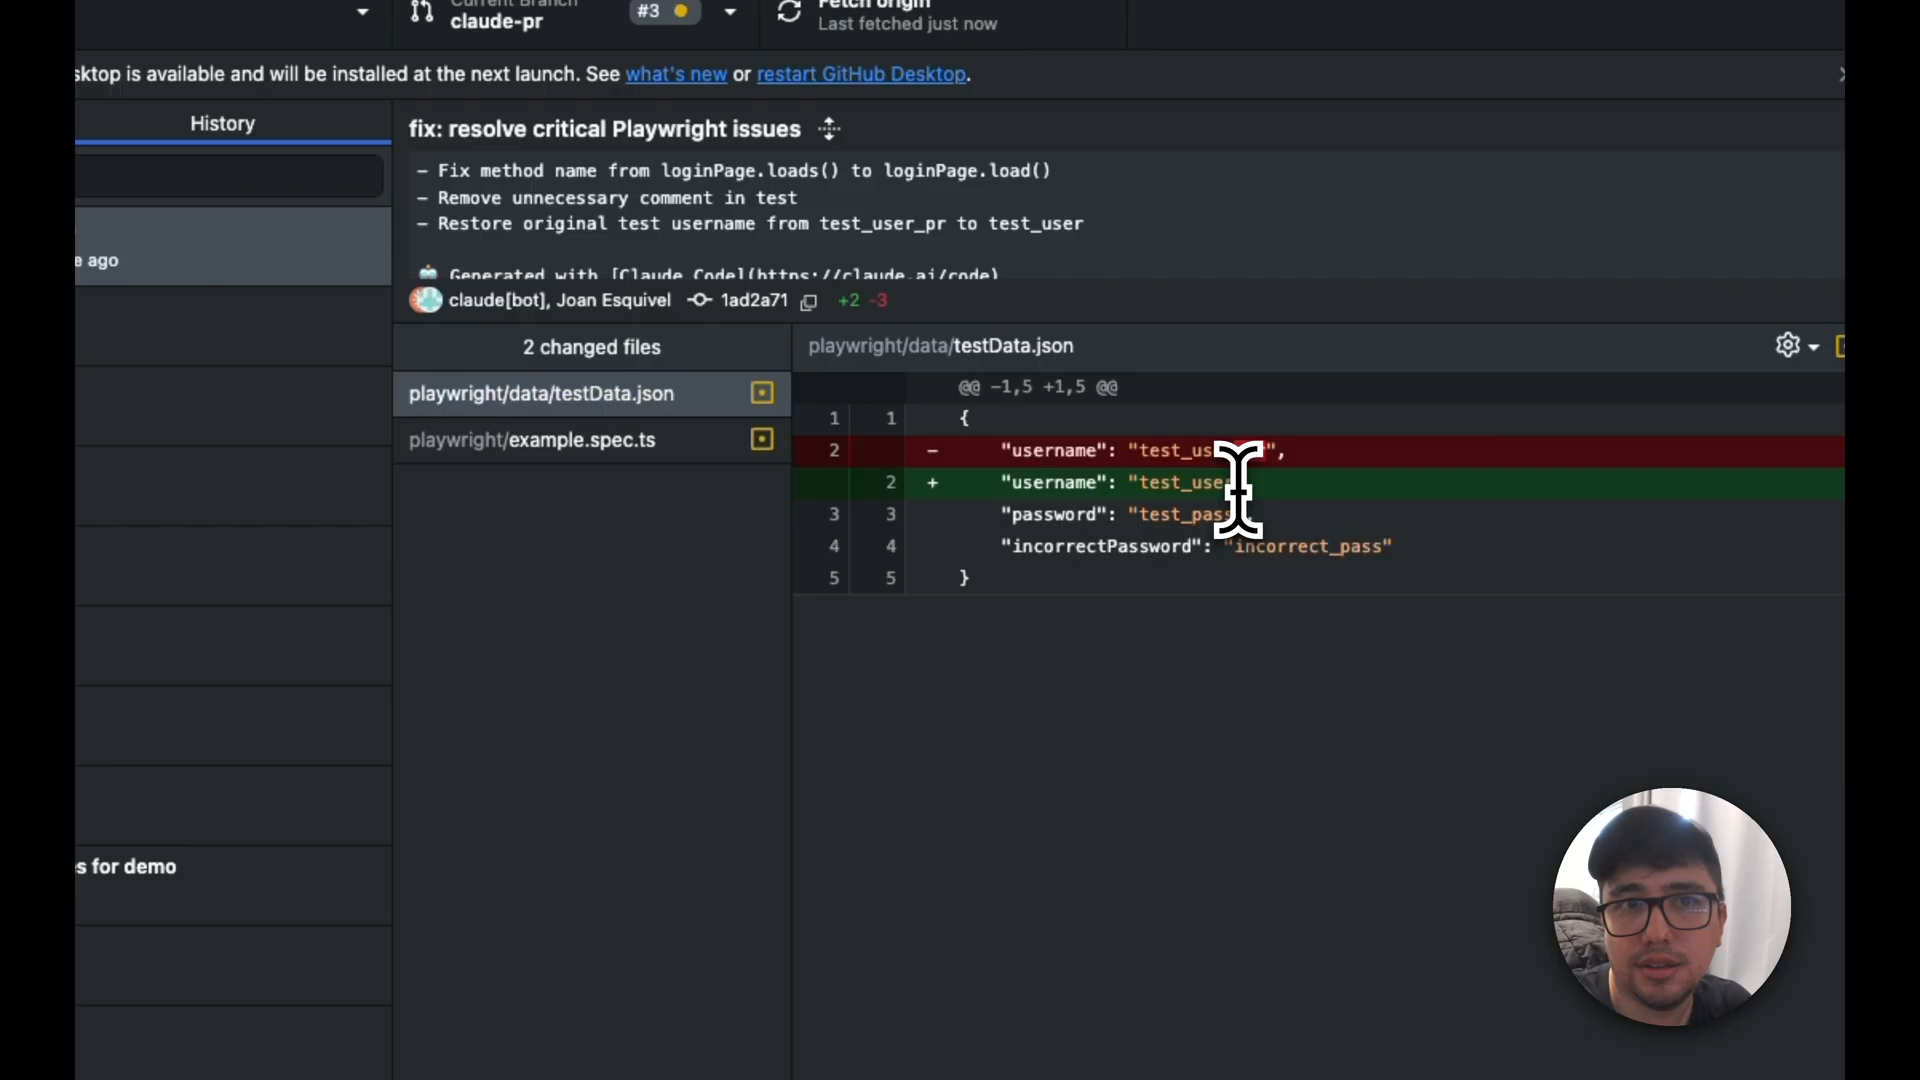 Current Branch
claude-pr
#3
Fetch origin
Last fetched just now
sktop is available and will be installed at the next launch. See what's new or restart GitHub Desktop.
History
fix: resolve critical Playwright issues
- Fix method name from loginPage.loads() to loginPage.load()
- Remove unnecessary comment in test
- Restore original test username from test_user_pr to test_user
Generated with [Claude Code](https://claude.ai/code)
e ago
claude[bot], Joan Esquivel 1ad2a71 +2 -3
2 changed files
playwright/data/testData.json
playwright/data/testData.json
playwright/example.spec.ts
@@ -1,5 +1,5 @@
1 1 {
2 - "username": "test_us ",
2 + "username": "test_use
3 3 "password": "test_pass
4 4 "incorrectPassword": "incorrect_pass"
5 5 }
s for demo